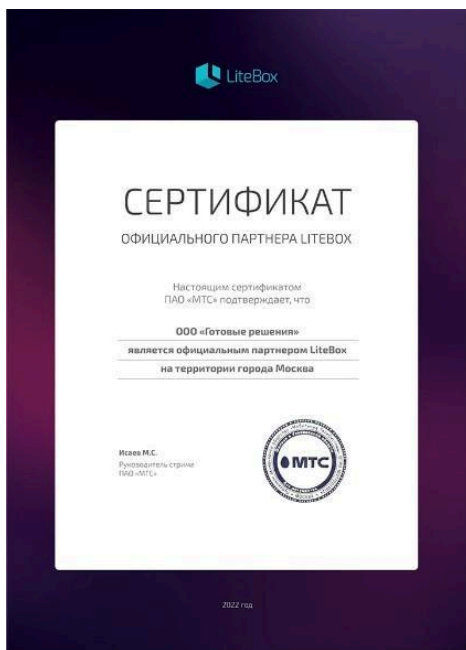 LiteBox
СЕРТИФИКАТ
ОФИЦИАЛЬНОГО ПАРТНЕРА LITEBOX
Настоящим сертификатом
ПАО «МТС» подтверждает, что
ООО «Готовые решения»
является официальным партнером LiteBox
на территории города Москва
Исаев М.С.
Руководитель стрима
ПАО «МТС»
МТС
2022 год